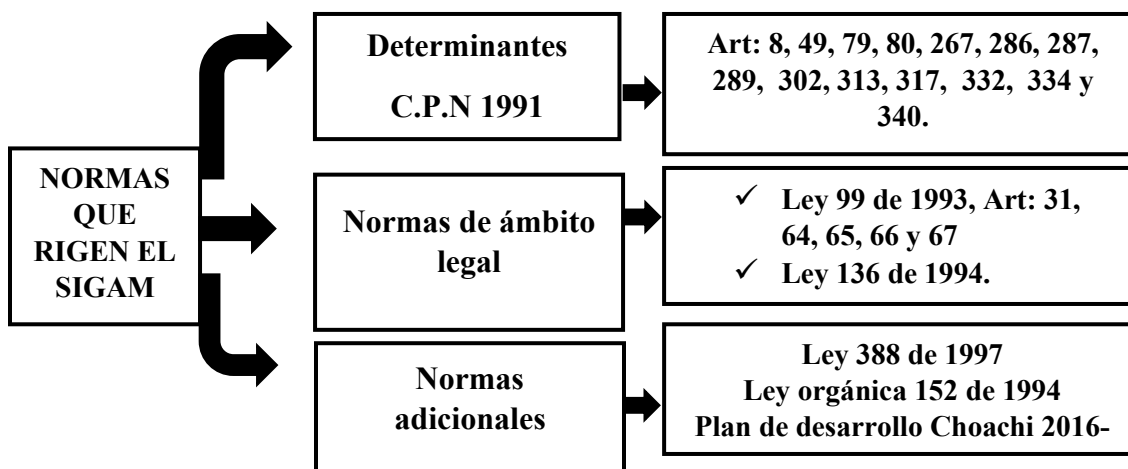 NORMAS
QUE
RIGEN EL
SIGAM
Determinantes
C.P.N 1991
Art: 8, 49, 79, 80, 267, 286, 287,
289, 302, 313, 317, 332, 334 y
340.
Normas de ámbito
legal
✓ Ley 99 de 1993, Art: 31,
64, 65, 66 y 67
✓ Ley 136 de 1994.
Normas
adicionales
Ley 388 de 1997
Ley orgánica 152 de 1994
Plan de desarrollo Choachi 2016-